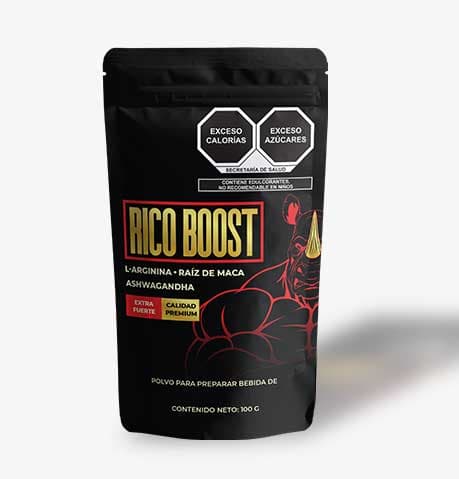 EXCESO
CALORÍAS
EXCESO
AZÚCARES
SECRETARÍA DE SALUD
CONTIENE EDULCORANTES,
NO RECOMENDABLE EN NIÑOS
RICO BOOST
L-ARGININA • RAÍZ DE MACA
ASHWAGANDHA
EXTRA
FUERTE
CALIDAD
PREMIUM
POLVO PARA PREPARAR BEBIDA DE
CONTENIDO NETO: 100 G